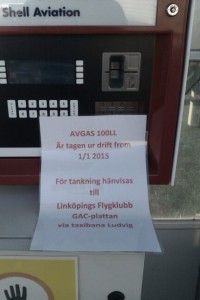 Shell Aviation
AVGAS 100LL
Är tagen ur drift from
1/1 2015
För tankning hänvisas
till
Linköpings Flygklubb
GAC-plattan
via taxibana Ludvig